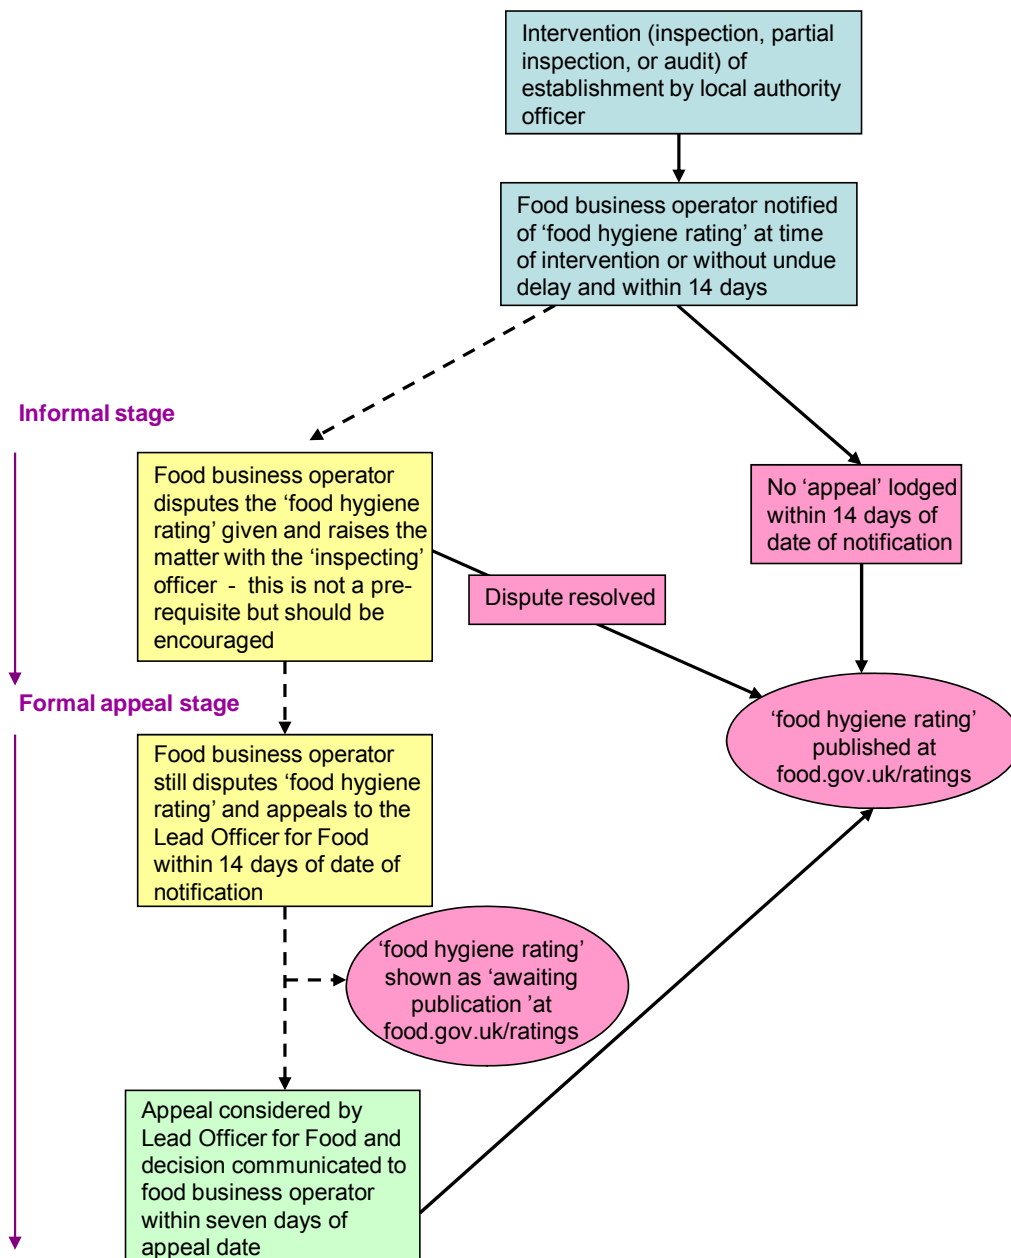 Intervention (inspection, partial
inspection, or audit) of
establishment by local authority
officer
Food business operator notified
of ‘food hygiene rating’ at time
of intervention or without undue
delay and within 14 days
Informal stage
Food business operator
disputes the ‘food hygiene
rating’ given and raises the
matter with the ‘inspecting’
officer - this is not a pre-
requisite but should be
encouraged
No ‘appeal’ lodged
within 14 days of
date of notification
Dispute resolved
Formal appeal stage
‘food hygiene rating’
published at
food.gov.uk/ratings
Food business operator
still disputes ‘food hygiene
rating’ and appeals to the
Lead Officer for Food
within 14 days of date of
notification
‘food hygiene rating’
shown as ‘awaiting
publication ’at
food.gov.uk/ratings
Appeal considered by
Lead Officer for Food and
decision communicated to
food business operator
within seven days of
appeal date